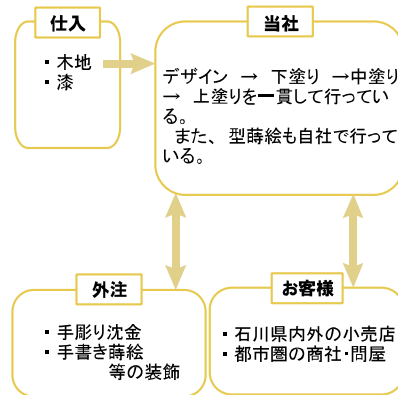 仕入
・木地
・漆
当社
デザイン → 下塗り →中塗り
→ 上塗りを一貫して行ってい
る。
また、型蒔絵も自社で行って
いる。
外注
・手彫り沈金
・手書き蒔絵
等の装飾
お客様
・石川県内外の小売店
・都市圏の商社・問屋